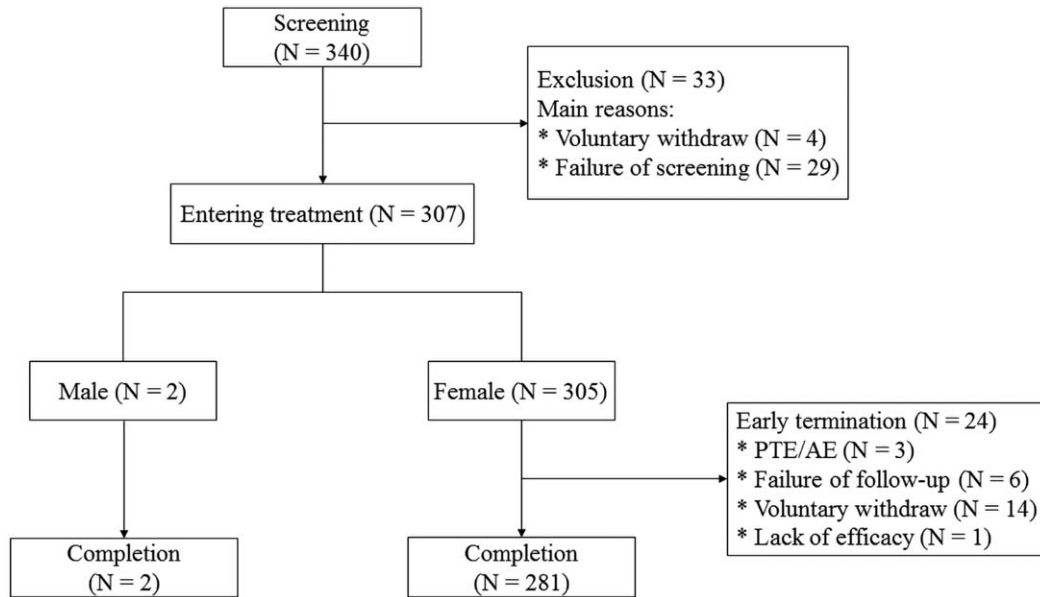 Screening
(N = 340)
Exclusion (N = 33)
Main reasons:
* Voluntary withdraw (N = 4)
* Failure of screening (N = 29)
Entering treatment (N = 307)
Male (N = 2)
Female (N = 305)
Early termination (N = 24)
* PTE/AE (N = 3)
* Failure of follow-up (N = 6)
* Voluntary withdraw (N = 14)
* Lack of efficacy (N = 1)
Completion
(N = 2)
Completion
(N = 281)